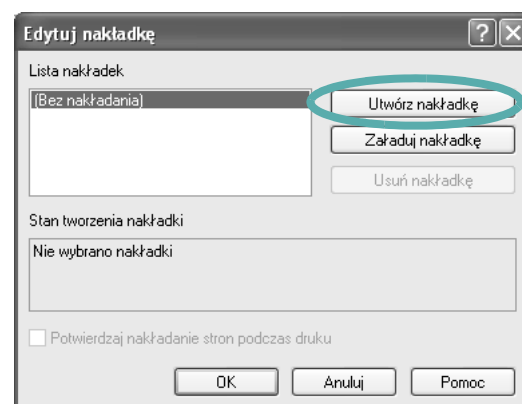 Edytuj nakładkę
Lista nakładek
(Bez nakładania)
Utwórz nakładkę
Załaduj nakładkę
Usuń nakładkę
Stan tworzenia nakładki
Nie wybrano nakładki
Potwierdzaj nakładanie stron podczas druku
OK Anuluj Pomoc